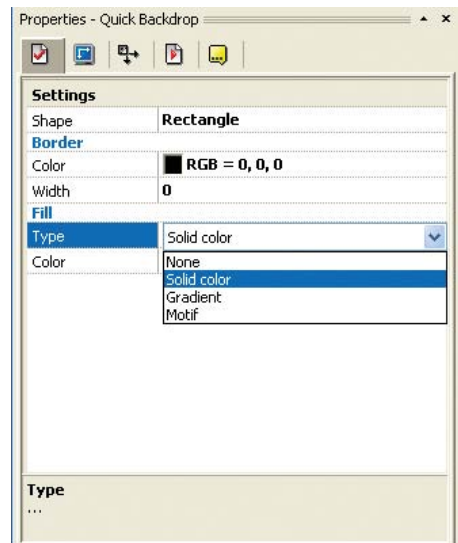 Properties - Quick Backdrop
Settings
Shape Rectangle
Border
Color RGB = 0, 0, 0
Width 0
Fill
Type Solid color
Color None
Solid color
Gradient
Motif
Type
...